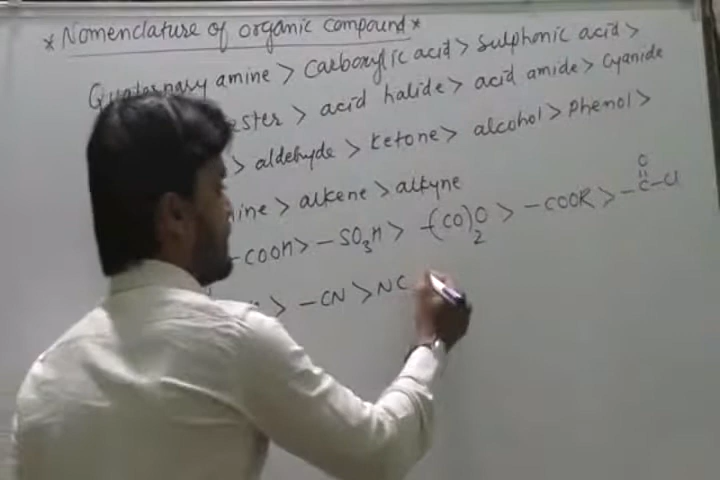 * Nomenclature of organic compound *
Quaternary amine > Carboxylic acid > Sulphonic acid >
ester > acid halide > acid amide > Cyanide
> aldehyde > ketone > alcohol > Phenol >
mine > alkene > alkyne
-COOH > -SO3H > -(CO)2O > -COOR > -C(=O)-Cl
> -CN > NC